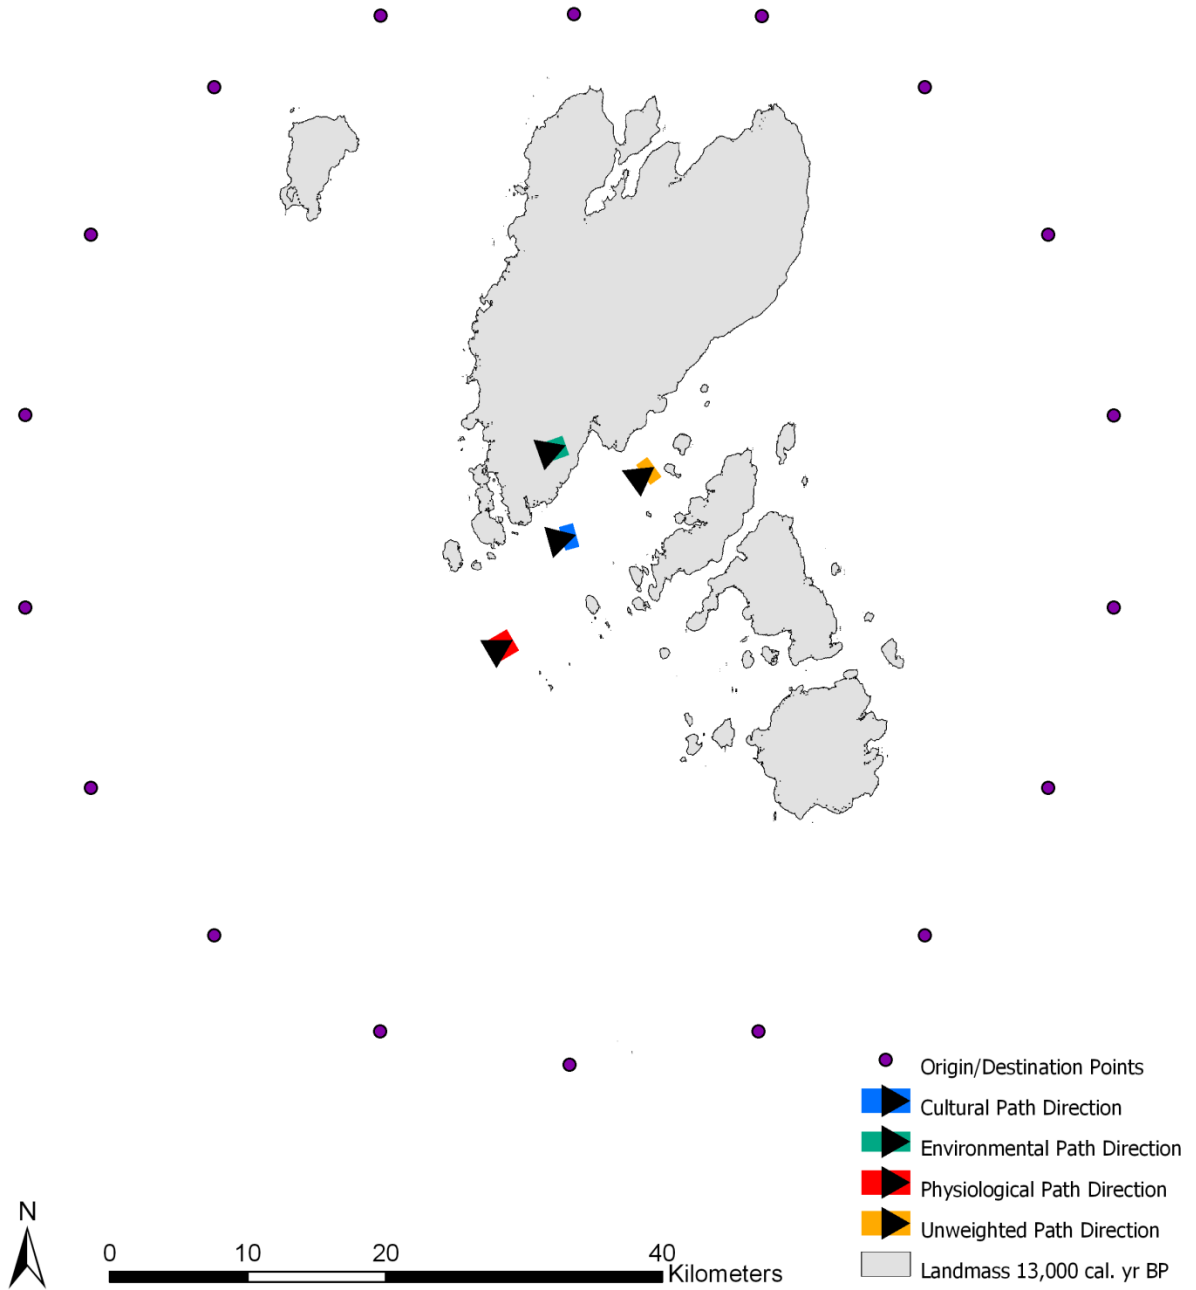 Origin/Destination Points
Cultural Path Direction
Environmental Path Direction
Physiological Path Direction
Unweighted Path Direction
Landmass 13,000 cal. yr BP
N
0 10 20 40
Kilometers